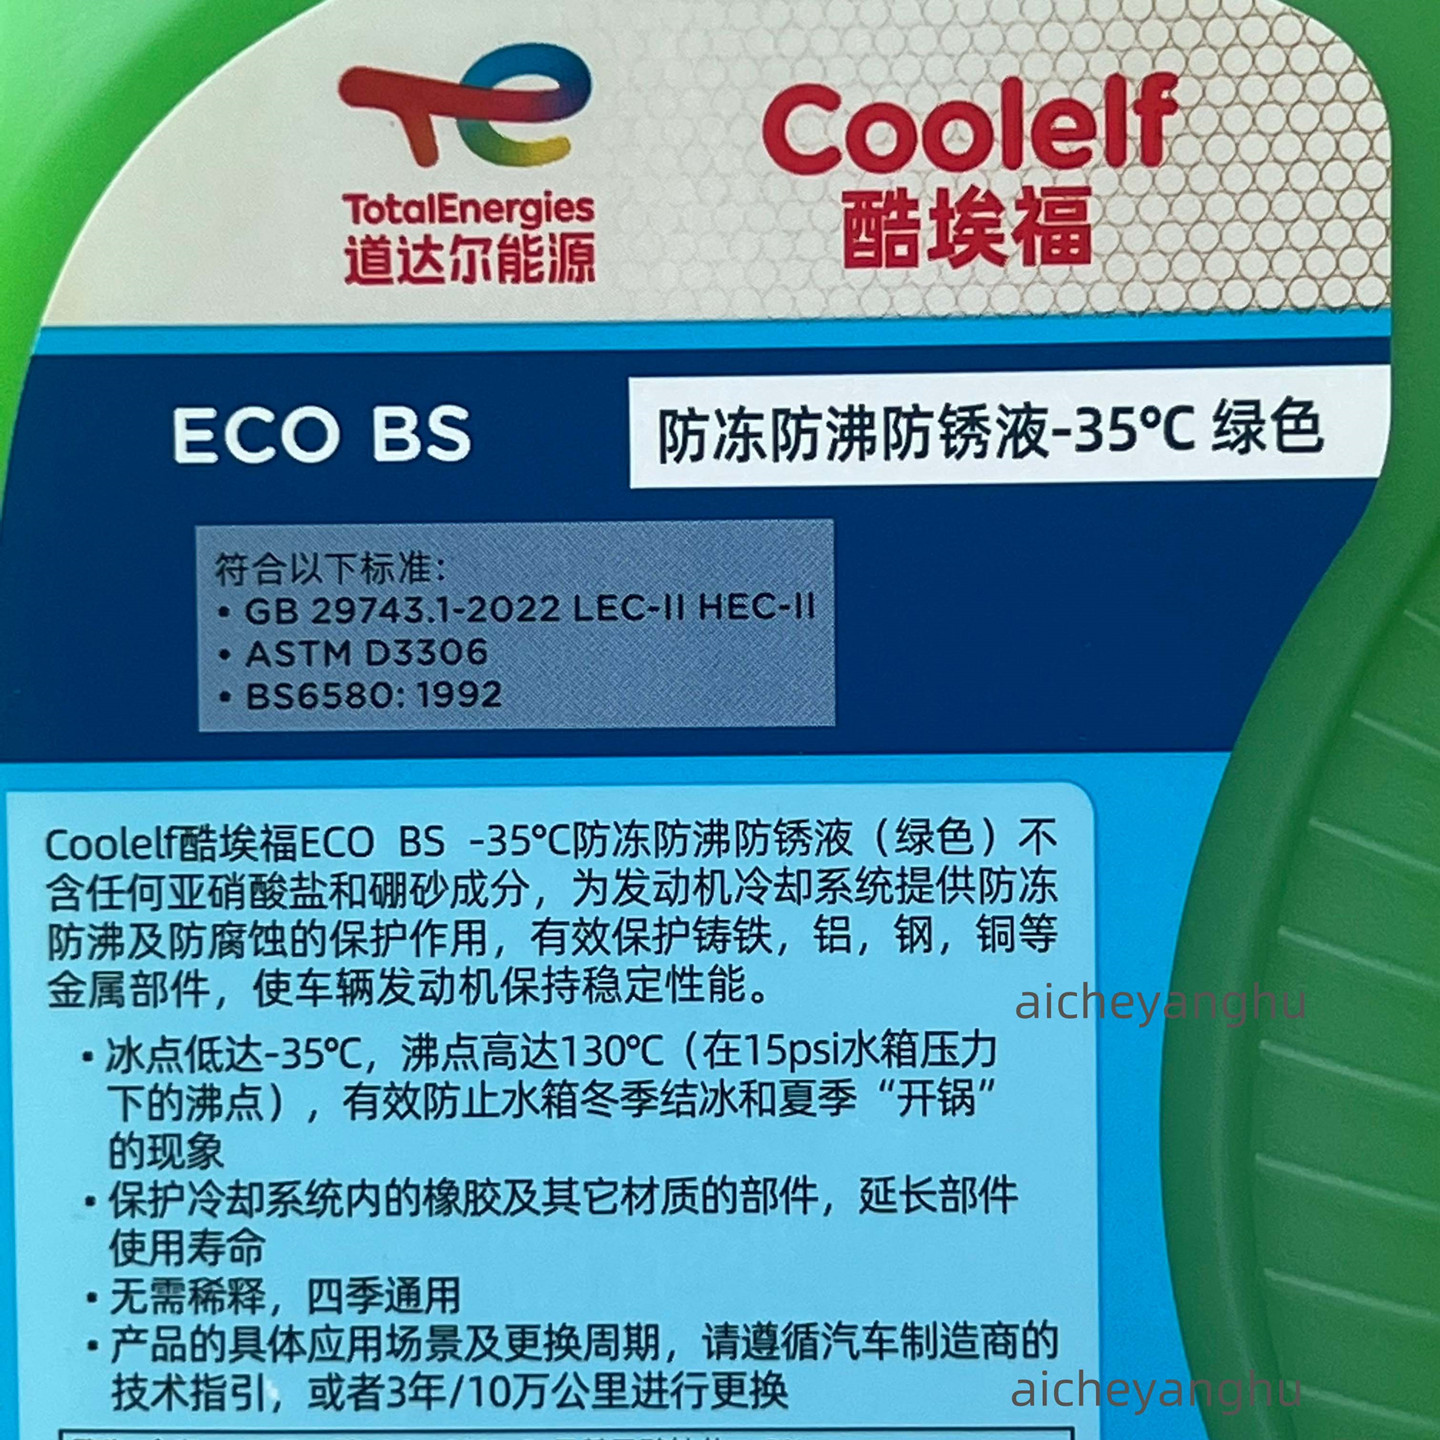 TotalEnergies
道达尔能源
Coolelf
酷埃福
ECO BS
防冻防沸防锈液-35℃ 绿色
符合以下标准：
• GB 29743.1-2022 LEC-II HEC-II
• ASTM D3306
• BS6580: 1992
Coolelf酷埃福ECO BS -35℃防冻防沸防锈液（绿色）不
含任何亚硝酸盐和硼砂成分，为发动机冷却系统提供防冻
防沸及防腐蚀的保护作用，有效保护铸铁，铝，钢，铜等
金属部件，使车辆发动机保持稳定性能。
aicheyanghu
• 冰点低达-35℃，沸点高达130℃（在15psi水箱压力
下的沸点），有效防止水箱冬季结冰和夏季“开锅”
的现象
• 保护冷却系统内的橡胶及其它材质的部件，延长部件
使用寿命
• 无需稀释，四季通用
• 产品的具体应用场景及更换周期，请遵循汽车制造商的
技术指引，或者3年/10万公里进行更换
aicheyanghu